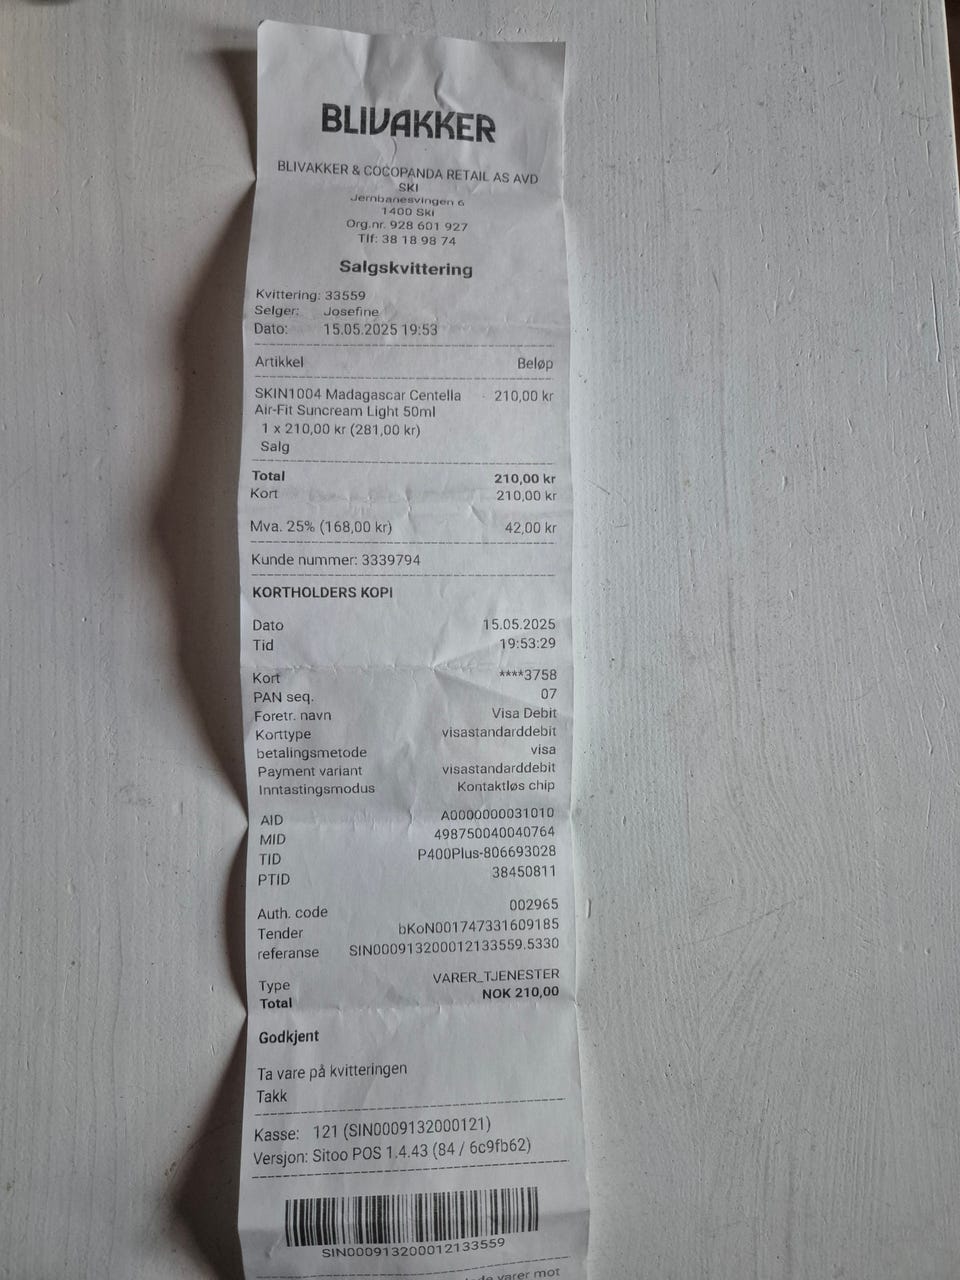 BLIVAKKER
BLIVAKKER & COCOPANDA RETAIL AS AVD
SKI
Jernbanesvingen 6
1400 Ski
Org.nr. 928 601 927
Tlf: 38 18 98 74
Salgskvittering
Kvittering: 33559
Selger: Josefine
Dato: 15.05.2025 19:53
Artikkel Beløp
SKIN1004 Madagascar Centella 210,00 kr
Air-Fit Suncream Light 50ml
1 x 210,00 kr (281,00 kr)
Salg
Total 210,00 kr
Kort 210,00 kr
Mva. 25% (168,00 kr) 42,00 kr
Kunde nummer: 3339794
KORTHOLDERS KOPI
Dato 15.05.2025
Tid 19:53:29
Kort ****3758
PAN seq. 07
Foretr. navn Visa Debit
Korttype visastandarddebit
betalingsmetode visa
Payment variant visastandarddebit
Inntastingsmodus Kontaktløs chip
AID A0000000031010
MID 498750040040764
TID P400Plus-806693028
PTID 38450811
Auth. code 002965
Tender bKoN001747331609185
referanse SIN000913200012133559.5330
Type VARER_TJENESTER
Total NOK 210,00
Godkjent
Ta vare på kvitteringen
Takk
Kasse: 121 (SIN0009132000121)
Versjon: Sitoo POS 1.4.43 (84 / 6c9fb62)
SIN000913200012133559
varer mot